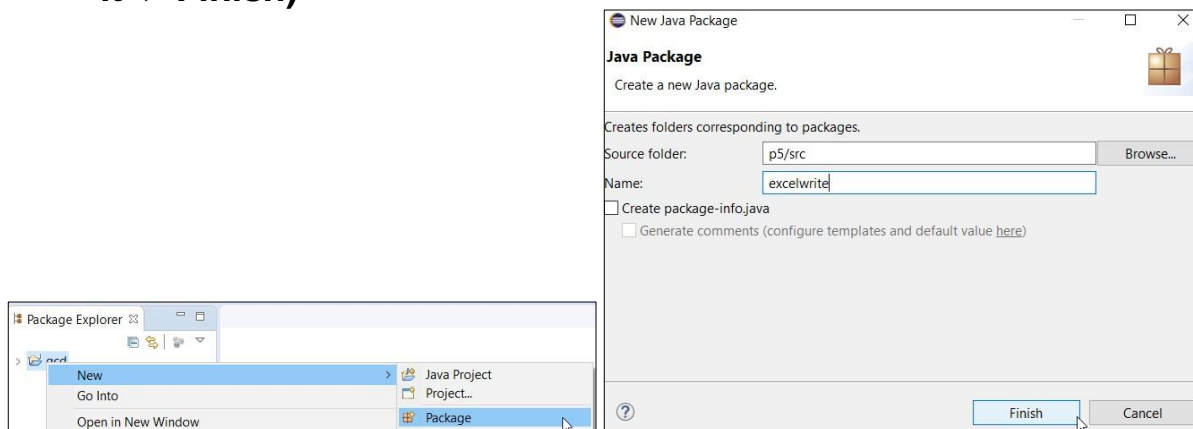 Finish)
New Java Package
Java Package
Create a new Java package.
Creates folders corresponding to packages.
Source folder: p5/src Browse...
Name: excelwrite
Create package-info.java
Generate comments (configure templates and default value here)
Finish Cancel
Package Explorer
New Java Project
Go Into Project...
Open in New Window Package